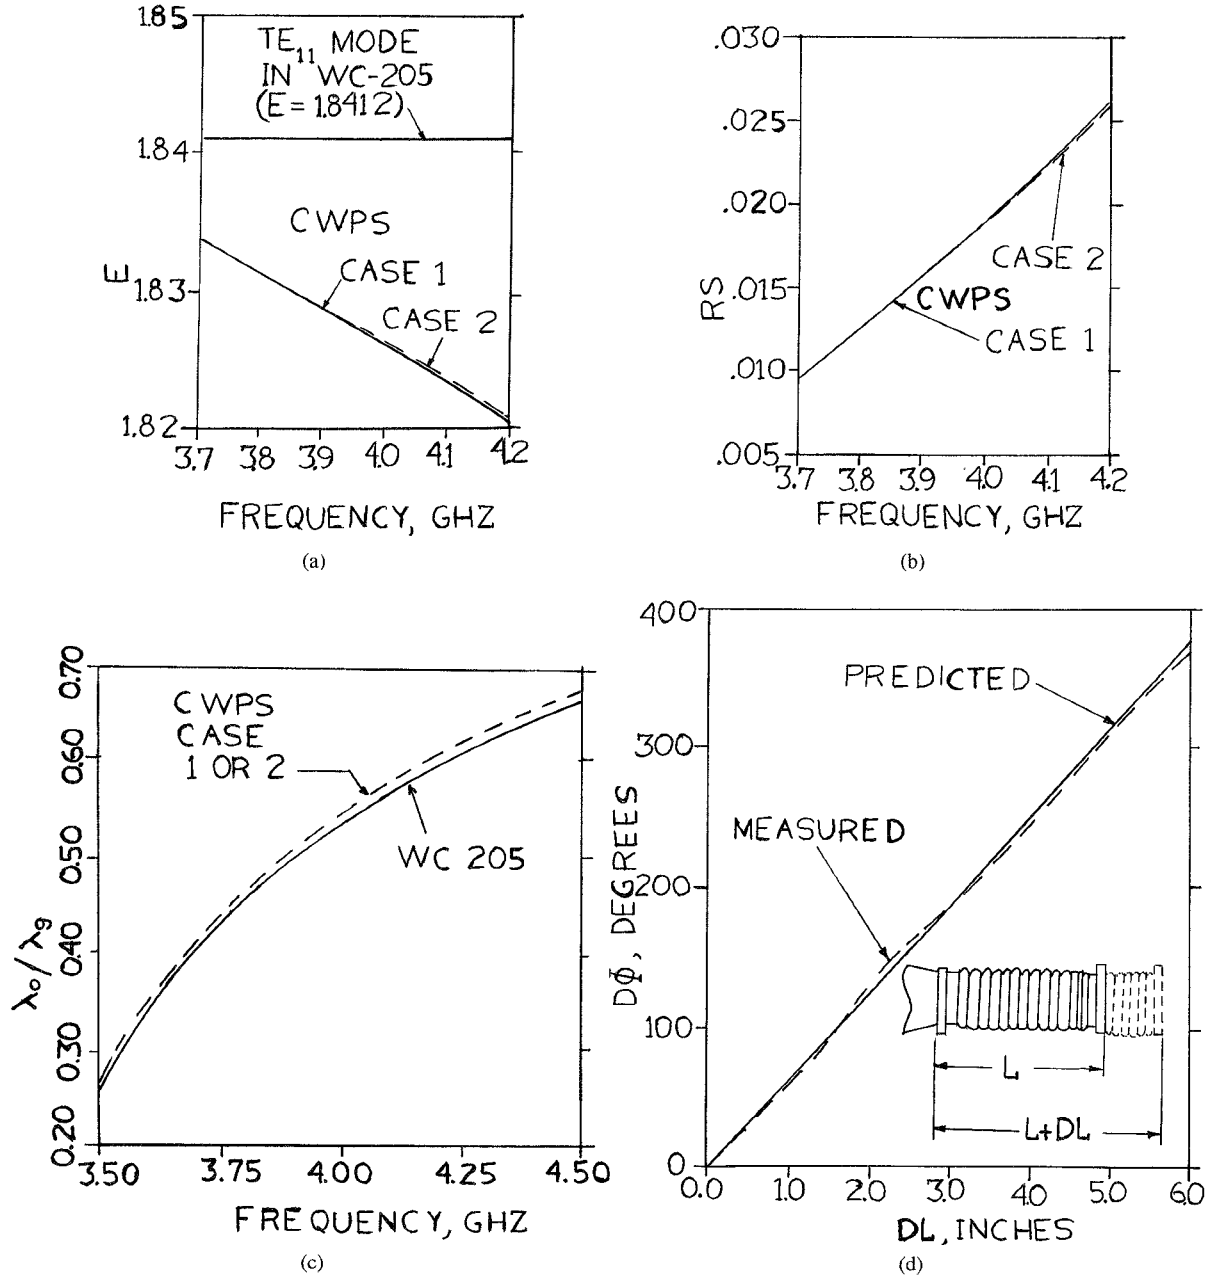 1.85
TE11 MODE
IN WC-205
(E = 1.8412)
1.84
CWPS
CASE 1
CASE 2
E
1.83
1.82
3.7 3.8 3.9 4.0 4.1 4.2
FREQUENCY, GHZ
(a)
.030
.025
.020
CASE 2
.015
CWPS
RS
CASE 1
.010
.005
3.7 3.8 3.9 4.0 4.1 4.2
FREQUENCY, GHZ
(b)
0.70
CWPS
CASE
1 OR 2
0.60
WC 205
0.50
λo/λg
0.40
0.30
0.20
3.50 3.75 4.00 4.25 4.50
FREQUENCY, GHZ
(c)
400
PREDICTED
300
MEASURED
DΦ, DEGREES
200
100
L
L+DL
0
0.0 1.0 2.0 3.0 4.0 5.0 6.0
DL, INCHES
(d)